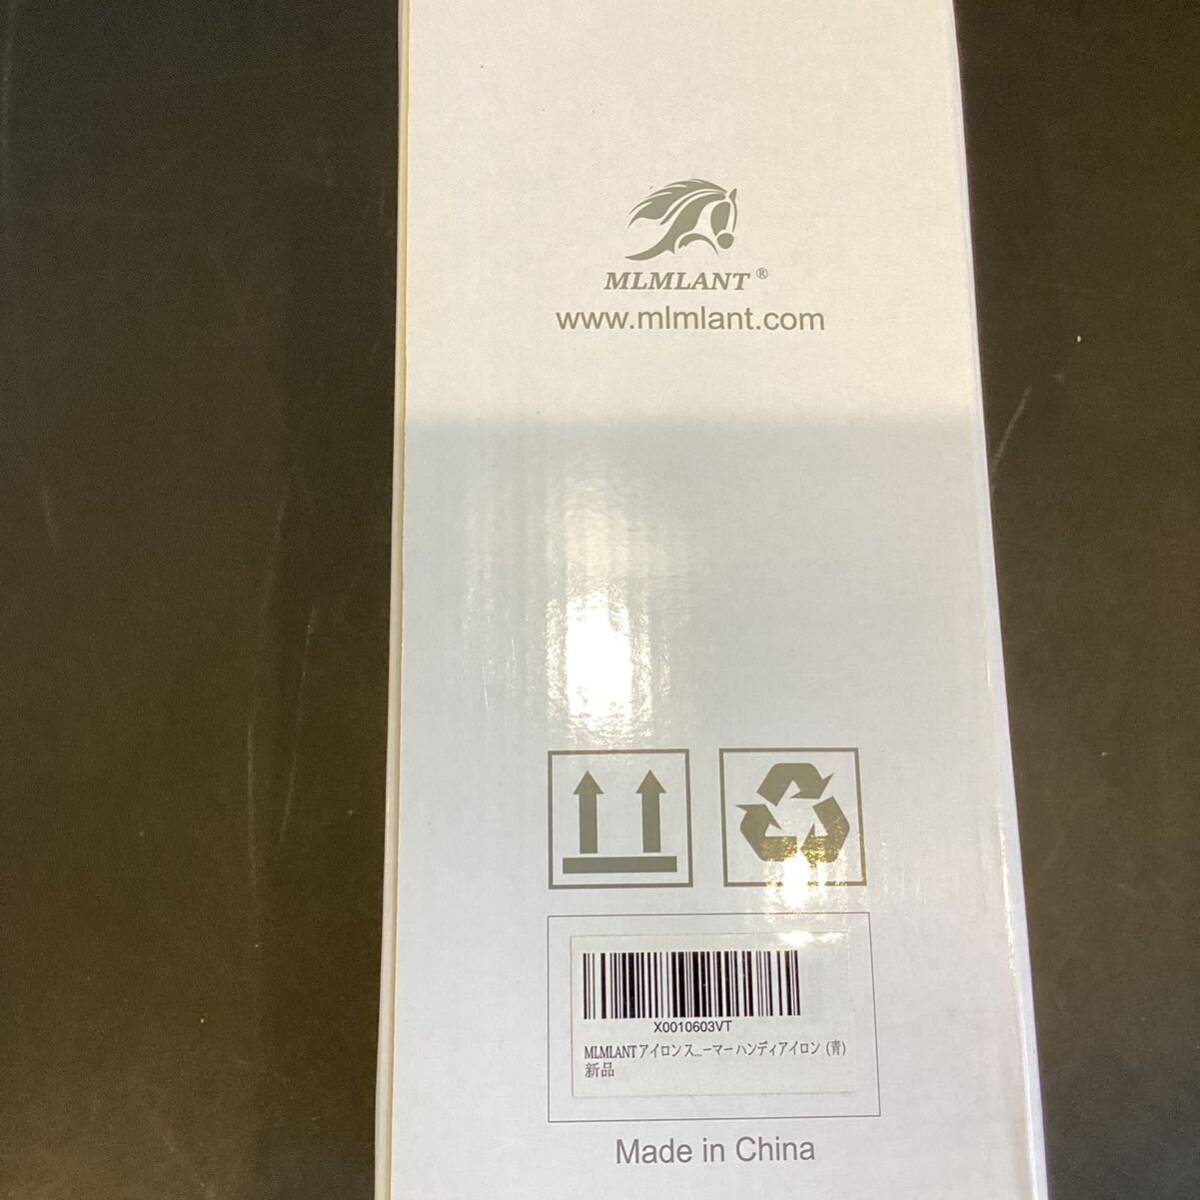 MLMLANT®
www.mlmlant.com
X0010603VT
MLMLANT アイロン ス...ーマー ハンディアイロン (青)
新品
Made in China